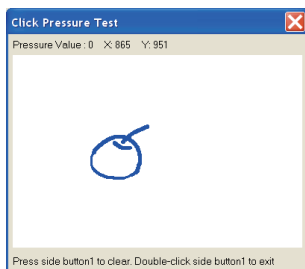 Click Pressure Test
Pressure Value : 0 X: 865 Y: 951
Press side button1 to clear. Double-click side button1 to exit